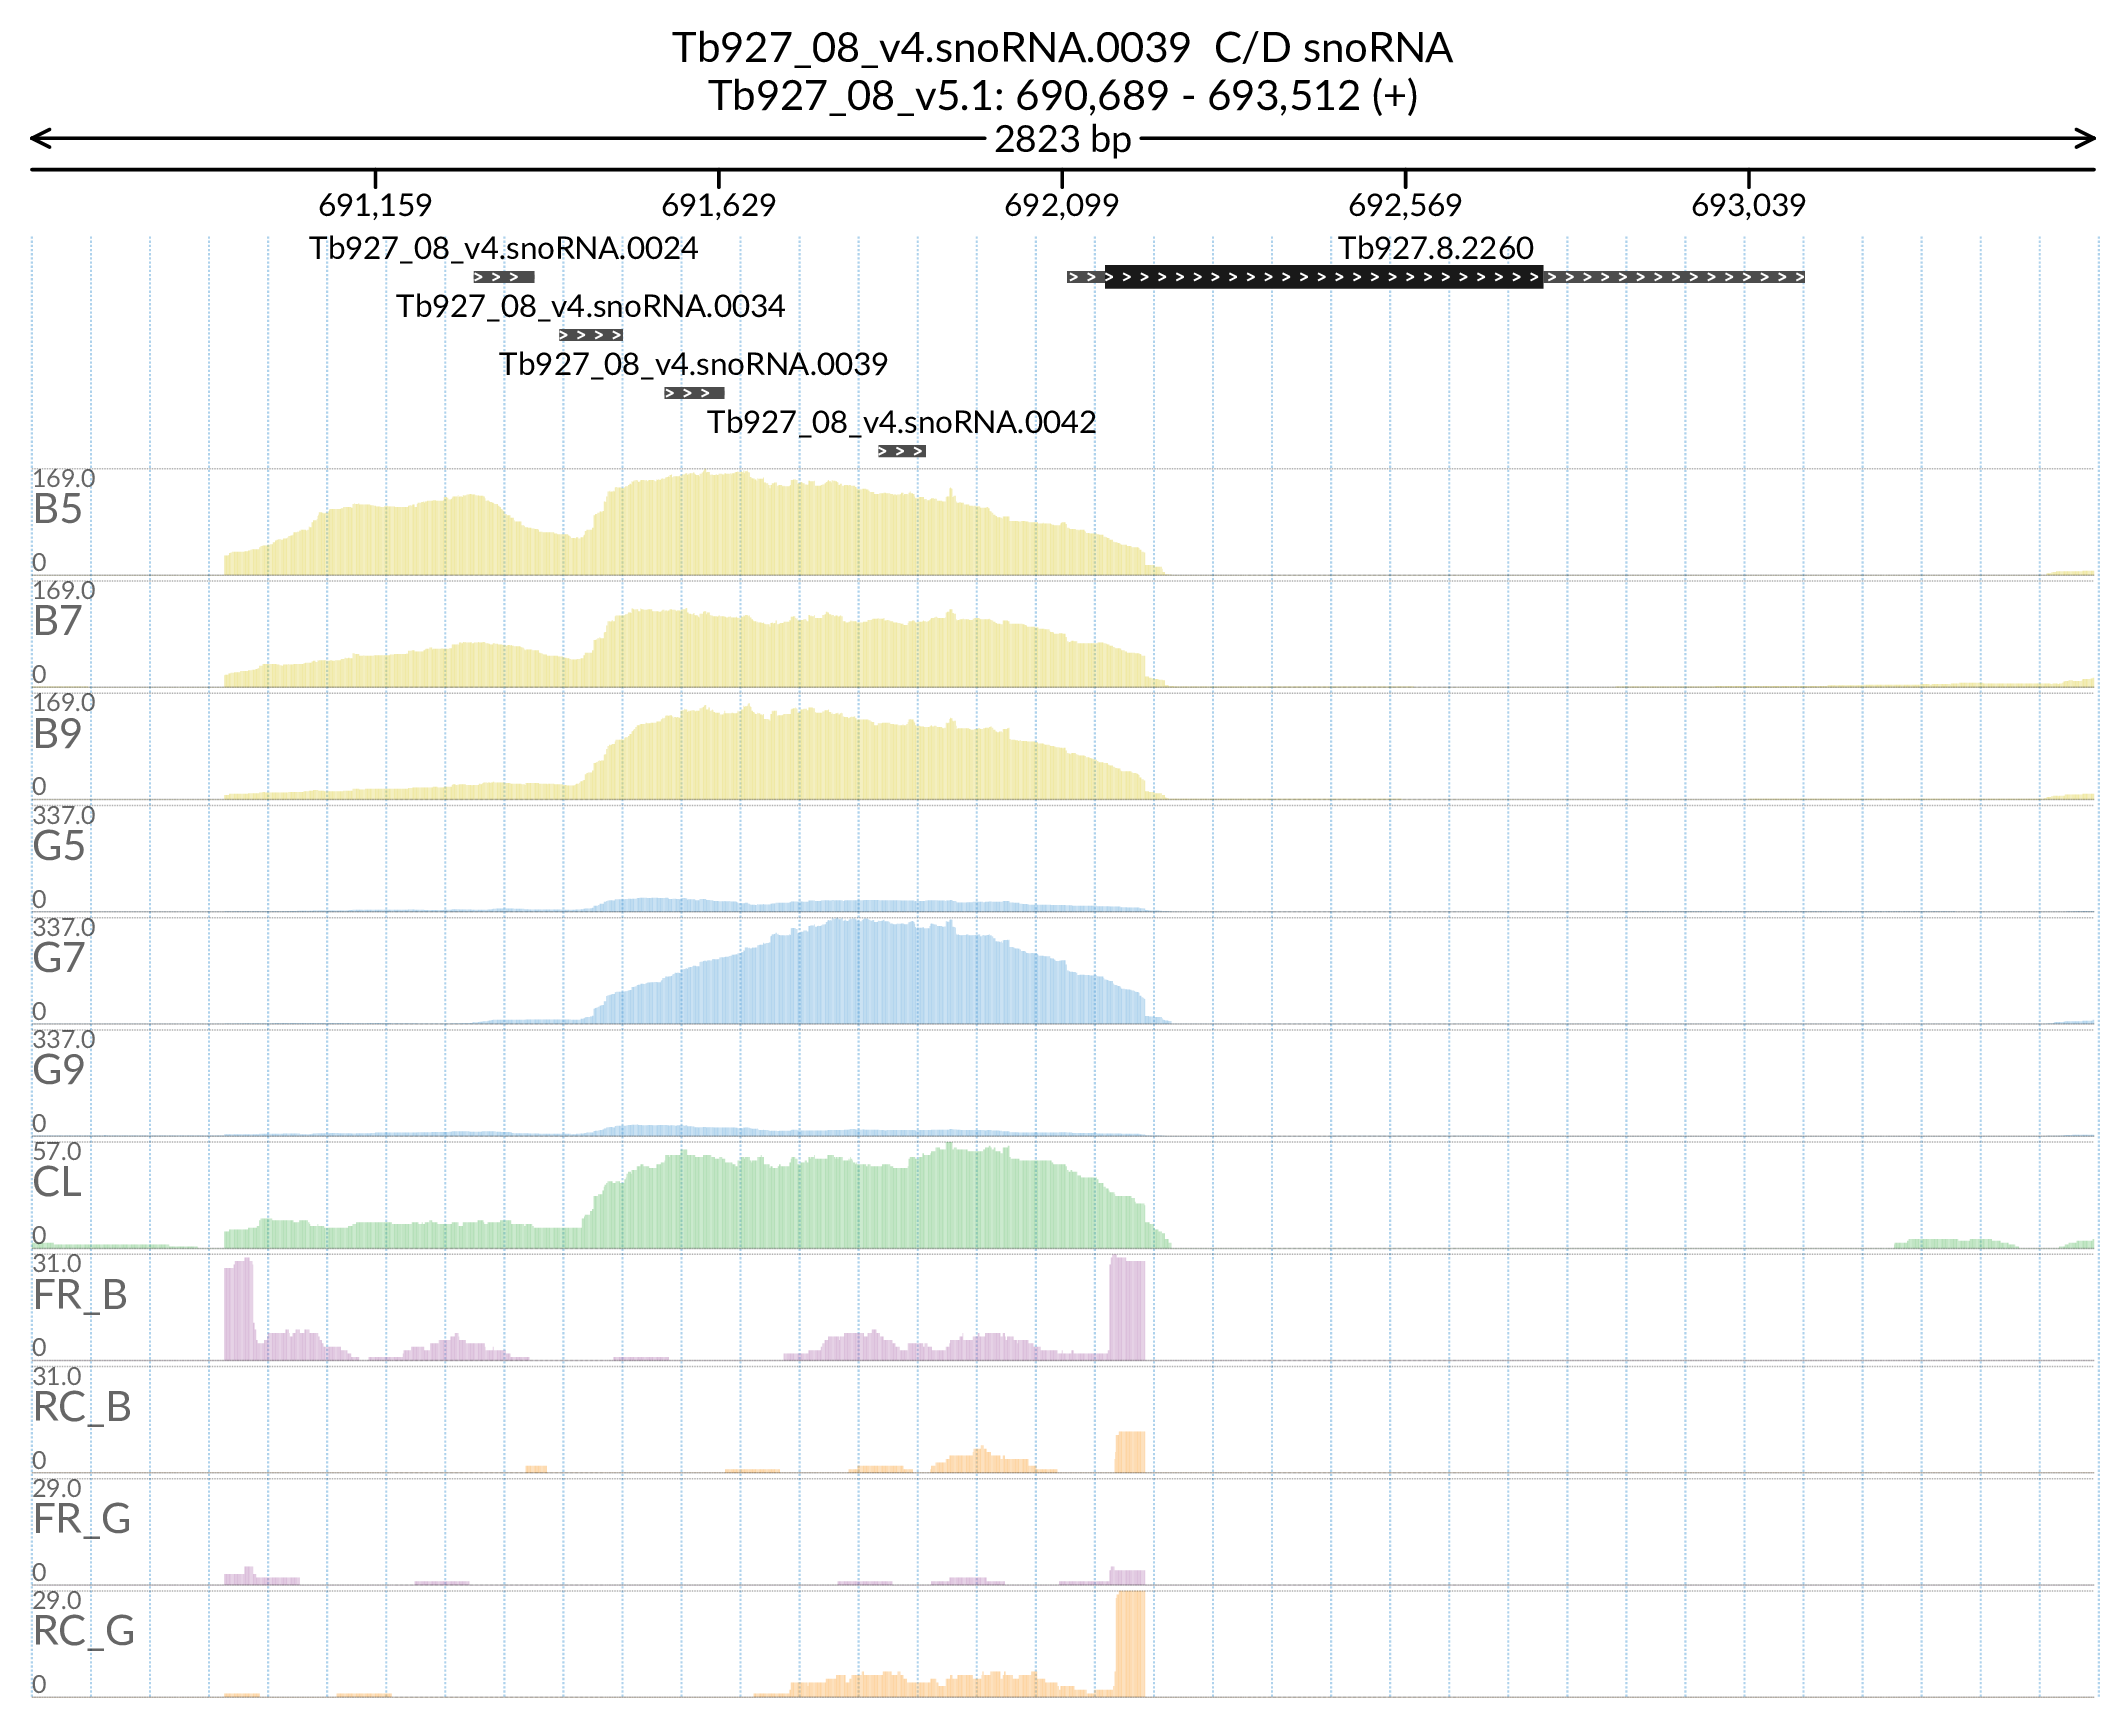 Tb927_08_v4.snoRNA.0039 C/D snoRNA
Tb927_08_v5.1: 690,689 - 693,512 (+)
2823 bp
691,159 691,629 692,099 692,569 693,039
Tb927_08_v4.snoRNA.0024 Tb927.8.2260
Tb927_08_v4.snoRNA.0034
Tb927_08_v4.snoRNA.0039
Tb927_08_v4.snoRNA.0042
169.0
B5
0
169.0
B7
0
169.0
B9
0
337.0
G5
0
337.0
G7
0
337.0
G9
0
57.0
CL
0
31.0
FR_B
0
31.0
RC_B
0
29.0
FR_G
0
29.0
RC_G
0